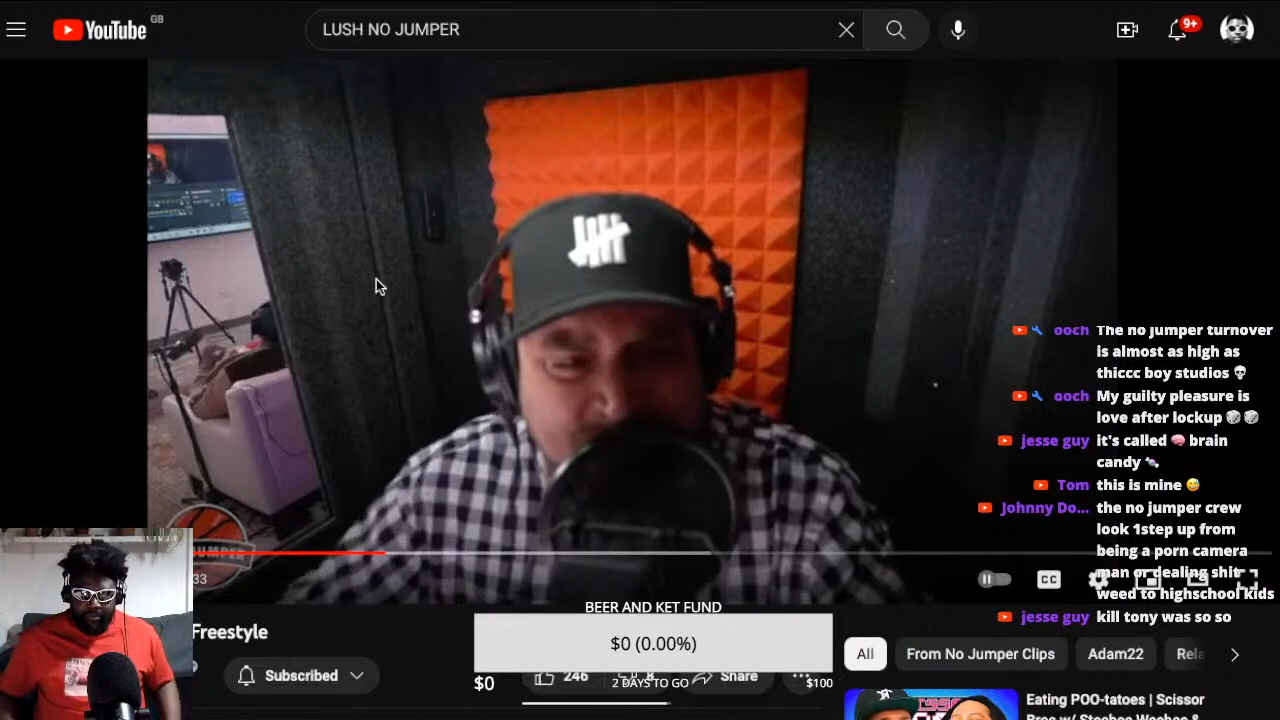 YouTube GB
LUSH NO JUMPER
9+
ooch The no jumper turnover
is almost as high as
thiccc boy studios 💀
ooch My guilty pleasure is
love after lockup 🎲🎲
jesse guy it's called 🧠 brain
candy 🍬
Tom this is mine 😅
Johnny Do... the no jumper crew
look 1step up from
being a porn camera
man or dealing shit
weed to highschool kids
jesse guy kill tony was so so
JUMPER
33
CC
BEER AND KET FUND
$0 (0.00%)
$0
2 DAYS TO GO
$100
Freestyle
Subscribed
246
8
Share
All
From No Jumper Clips
Adam22
Rela
Eating POO-tatoes | Scissor